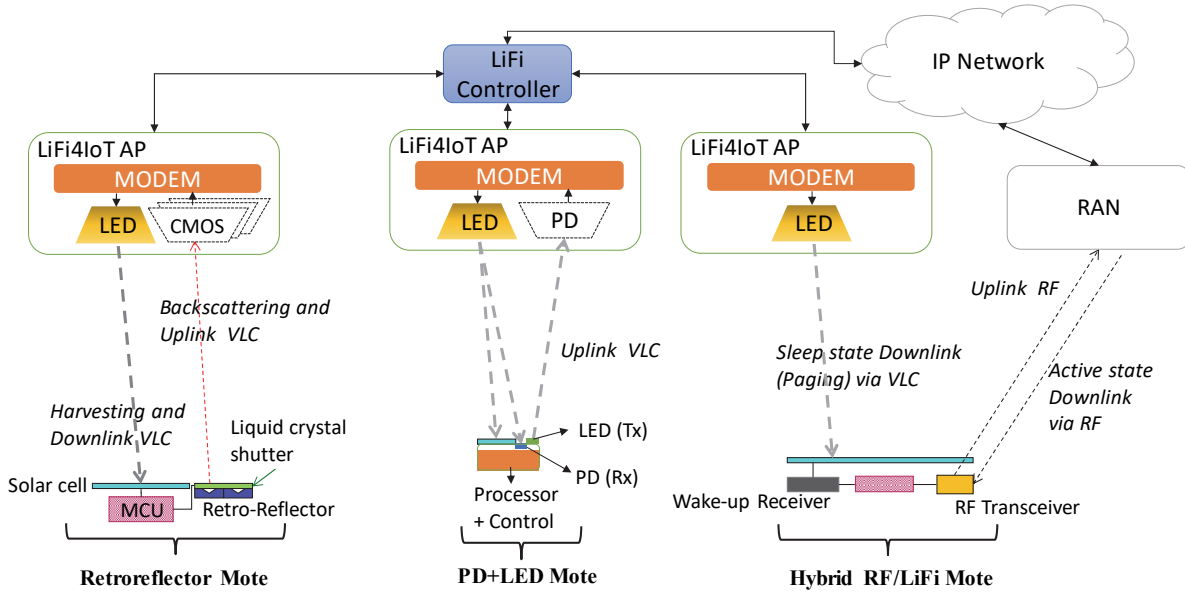 LiFi
Controller
IP Network
LiFi4IoT AP
MODEM
LED
CMOS
LiFi4IoT AP
MODEM
LED
PD
LiFi4IoT AP
MODEM
LED
RAN
Backscattering and
Uplink VLC
Harvesting and
Downlink VLC
Liquid crystal
shutter
Solar cell
MCU
Retro-Reflector
Retroreflector Mote
Uplink VLC
LED (Tx)
PD (Rx)
Processor
+ Control
PD+LED Mote
Uplink RF
Sleep state Downlink
(Paging) via VLC
Active state
Downlink
via RF
Wake-up Receiver
RF Transceiver
Hybrid RF/LiFi Mote